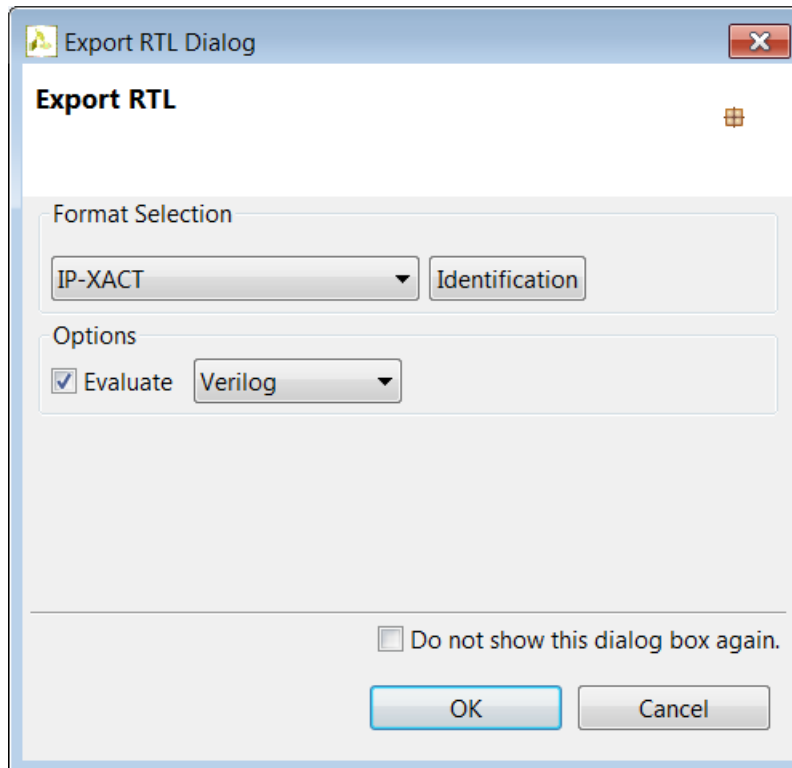 Export RTL Dialog
Export RTL
Format Selection
IP-XACT Identification
Options
Evaluate Verilog
Do not show this dialog box again.
OK Cancel